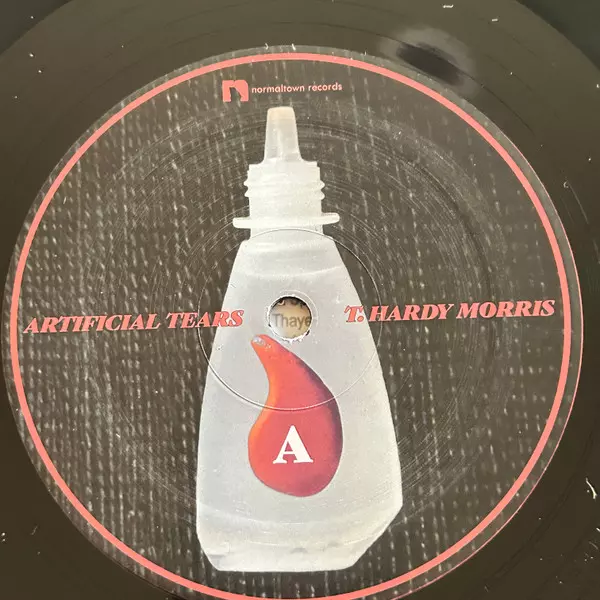 n normaltown records
ARTIFICIAL TEARS
T. HARDY MORRIS
Thaye
A